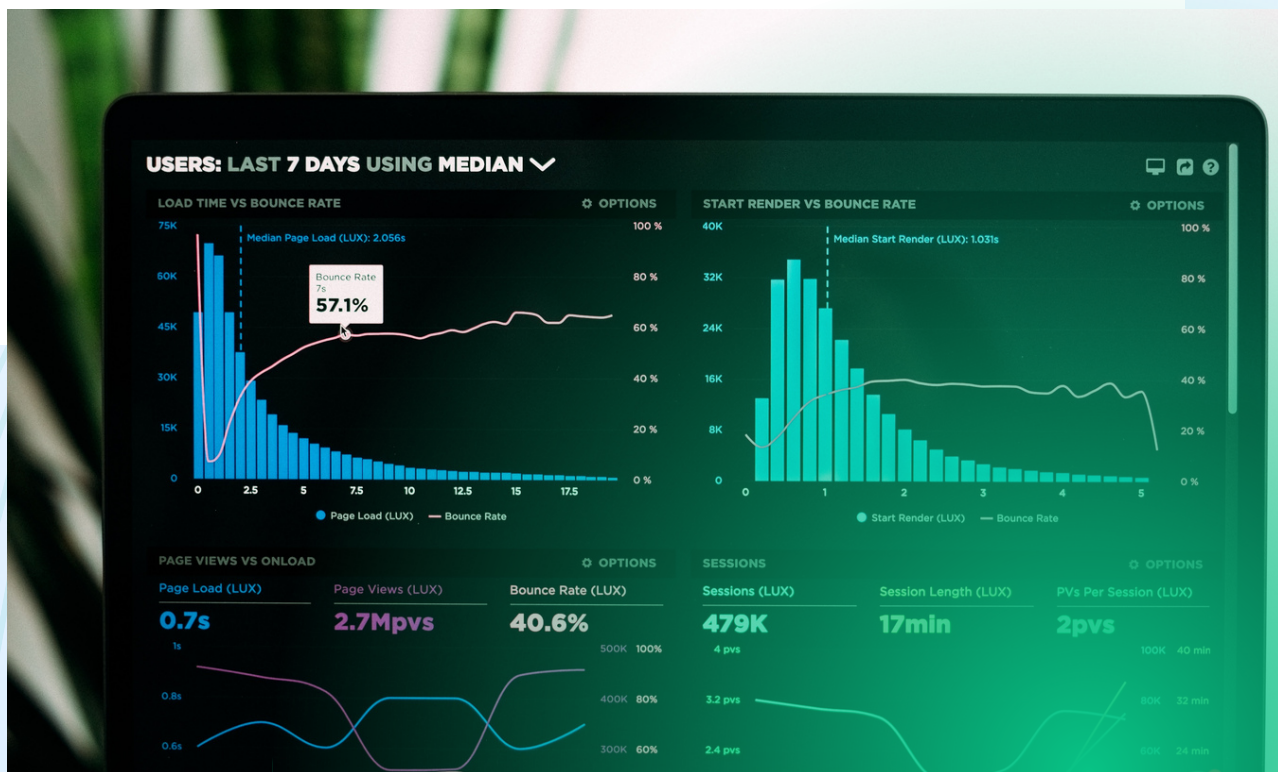 USERS: LAST 7 DAYS USING MEDIAN
LOAD TIME VS BOUNCE RATE
OPTIONS
75K
60K
45K
30K
15K
0
Median Page Load (LUX): 2.056s
Bounce Rate
7s
57.1%
100 %
80 %
60 %
40 %
20 %
0 %
0 2.5 5 7.5 10 12.5 15 17.5
Page Load (LUX) Bounce Rate
START RENDER VS BOUNCE RATE
OPTIONS
40K
32K
24K
16K
8K
0
Median Start Render (LUX): 1.031s
100 %
80 %
60 %
40 %
20 %
0 %
0 1 2 3 4 5
Start Render (LUX) Bounce Rate
PAGE VIEWS VS ONLOAD
OPTIONS
Page Load (LUX) Page Views (LUX) Bounce Rate (LUX)
0.7s 2.7Mpvs 40.6%
1s
0.8s
0.6s
500K 100%
400K 80%
300K 60%
SESSIONS
OPTIONS
Sessions (LUX) Session Length (LUX) PVs Per Session (LUX)
479K 17min 2pvs
4 pvs
3.2 pvs
2.4 pvs
100K 40 min
80K 32 min
60K 24 min